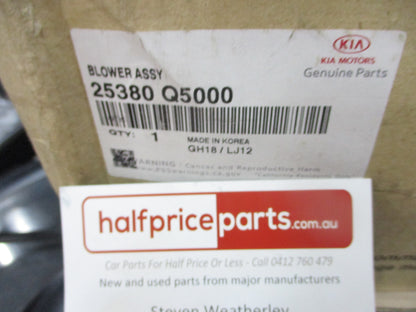 KIA
KIA MOTORS
Genuine Parts
BLOWER ASSY
25380 Q5000
QTY: 1
MADE IN KOREA
GH18 / LJ12
WARNING: Cancer and Reproductive Harm
halfpriceparts.com.au
Car Parts For Half Price Or Less - Call 0412 760 479
New and used parts from major manufacturers
Steven Weatherley